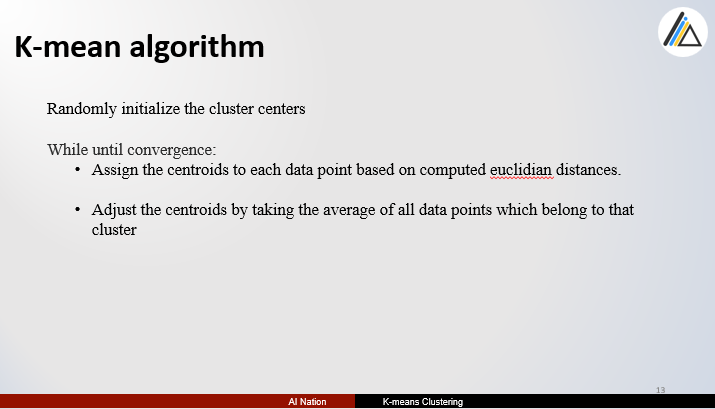 K-mean algorithm
Randomly initialize the cluster centers
While until convergence:
• Assign the centroids to each data point based on computed euclidian distances.
• Adjust the centroids by taking the average of all data points which belong to that
cluster
13
AI Nation
K-means Clustering